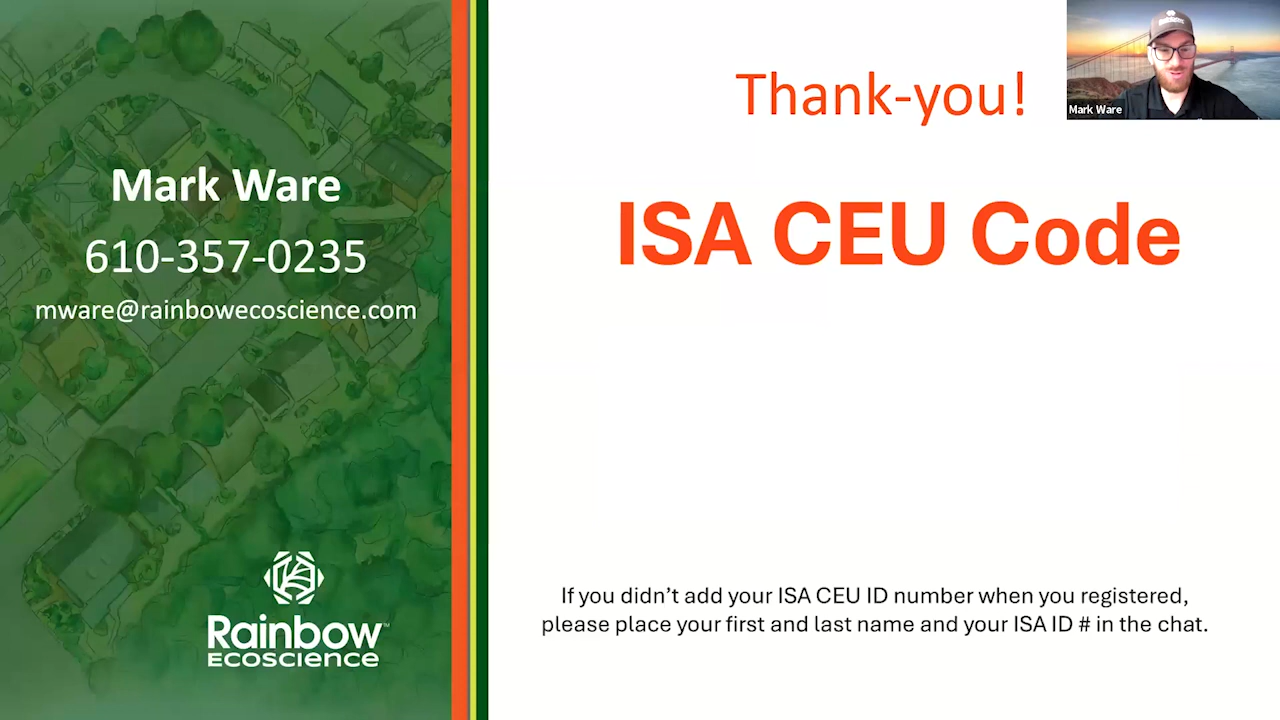 Mark Ware
610-357-0235
mware@rainbowecoscience.com
Rainbow™
ECOSCIENCE
Thank-you!
ISA CEU Code
If you didn’t add your ISA CEU ID number when you registered,
please place your first and last name and your ISA ID # in the chat.
Mark Ware